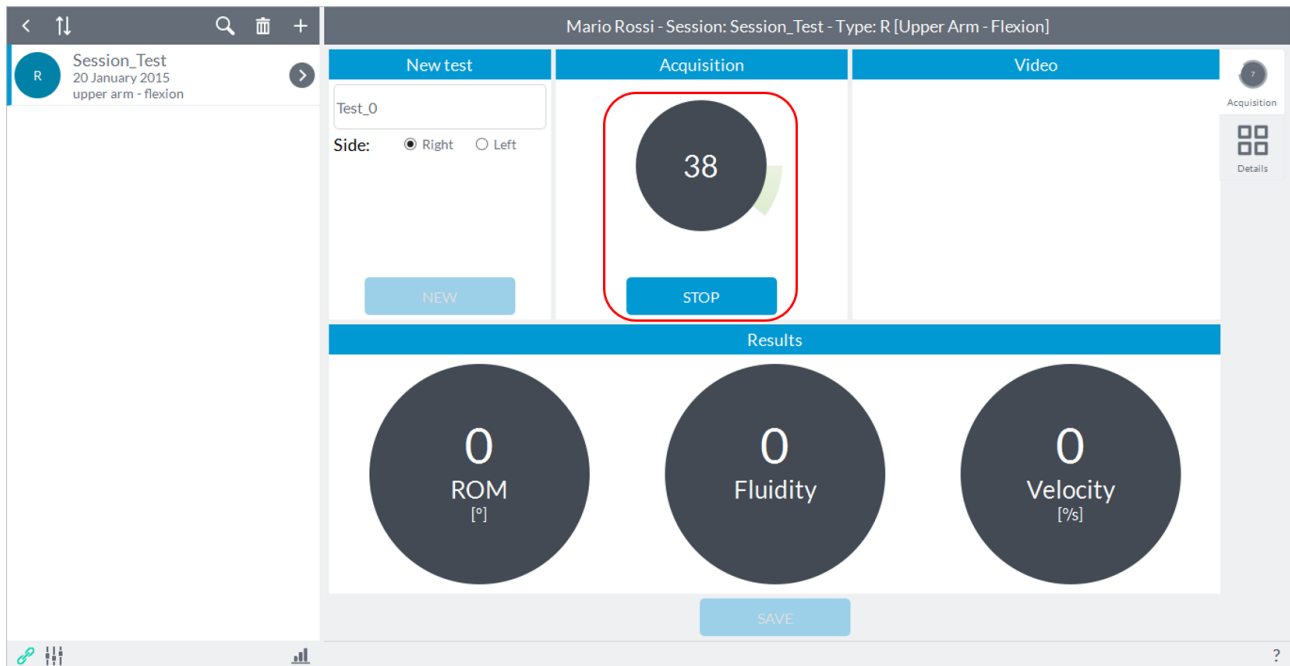 Mario Rossi - Session: Session_Test - Type: R [Upper Arm - Flexion]
R
Session_Test
20 January 2015
upper arm - flexion
New test
Acquisition
Video
Test_0
Side:
Right
Left
NEW
38
STOP
7
Acquisition
Details
Results
0
ROM
[°]
0
Fluidity
0
Velocity
[°/s]
SAVE
?